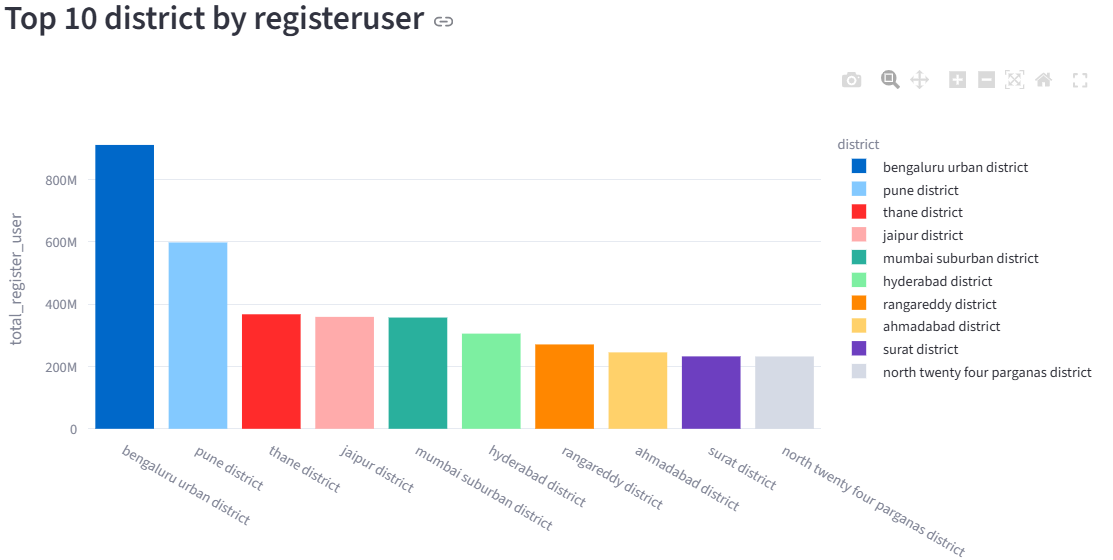 Top 10 district by registeruser
total_register_user
800M
600M
400M
200M
0
bengaluru urban district
pune district
thane district
jaipur district
mumbai suburban district
hyderabad district
rangareddy district
ahmadabad district
surat district
north twenty four parganas district
district
bengaluru urban district
pune district
thane district
jaipur district
mumbai suburban district
hyderabad district
rangareddy district
ahmadabad district
surat district
north twenty four parganas district